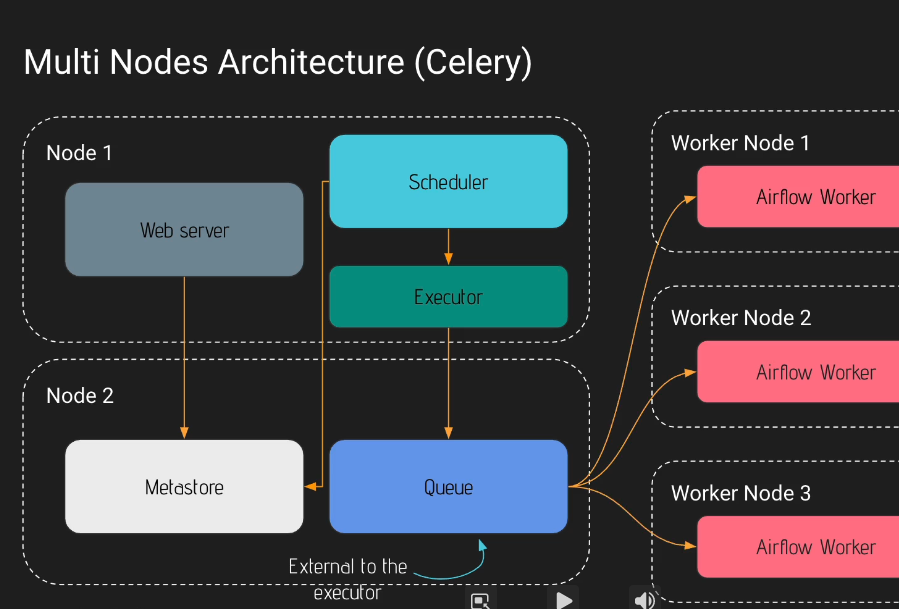 Multi Nodes Architecture (Celery)
Node 1
Web server
Scheduler
Executor
Node 2
Metastore
Queue
External to the
executor
Worker Node 1
Airflow Worker
Worker Node 2
Airflow Worker
Worker Node 3
Airflow Worker